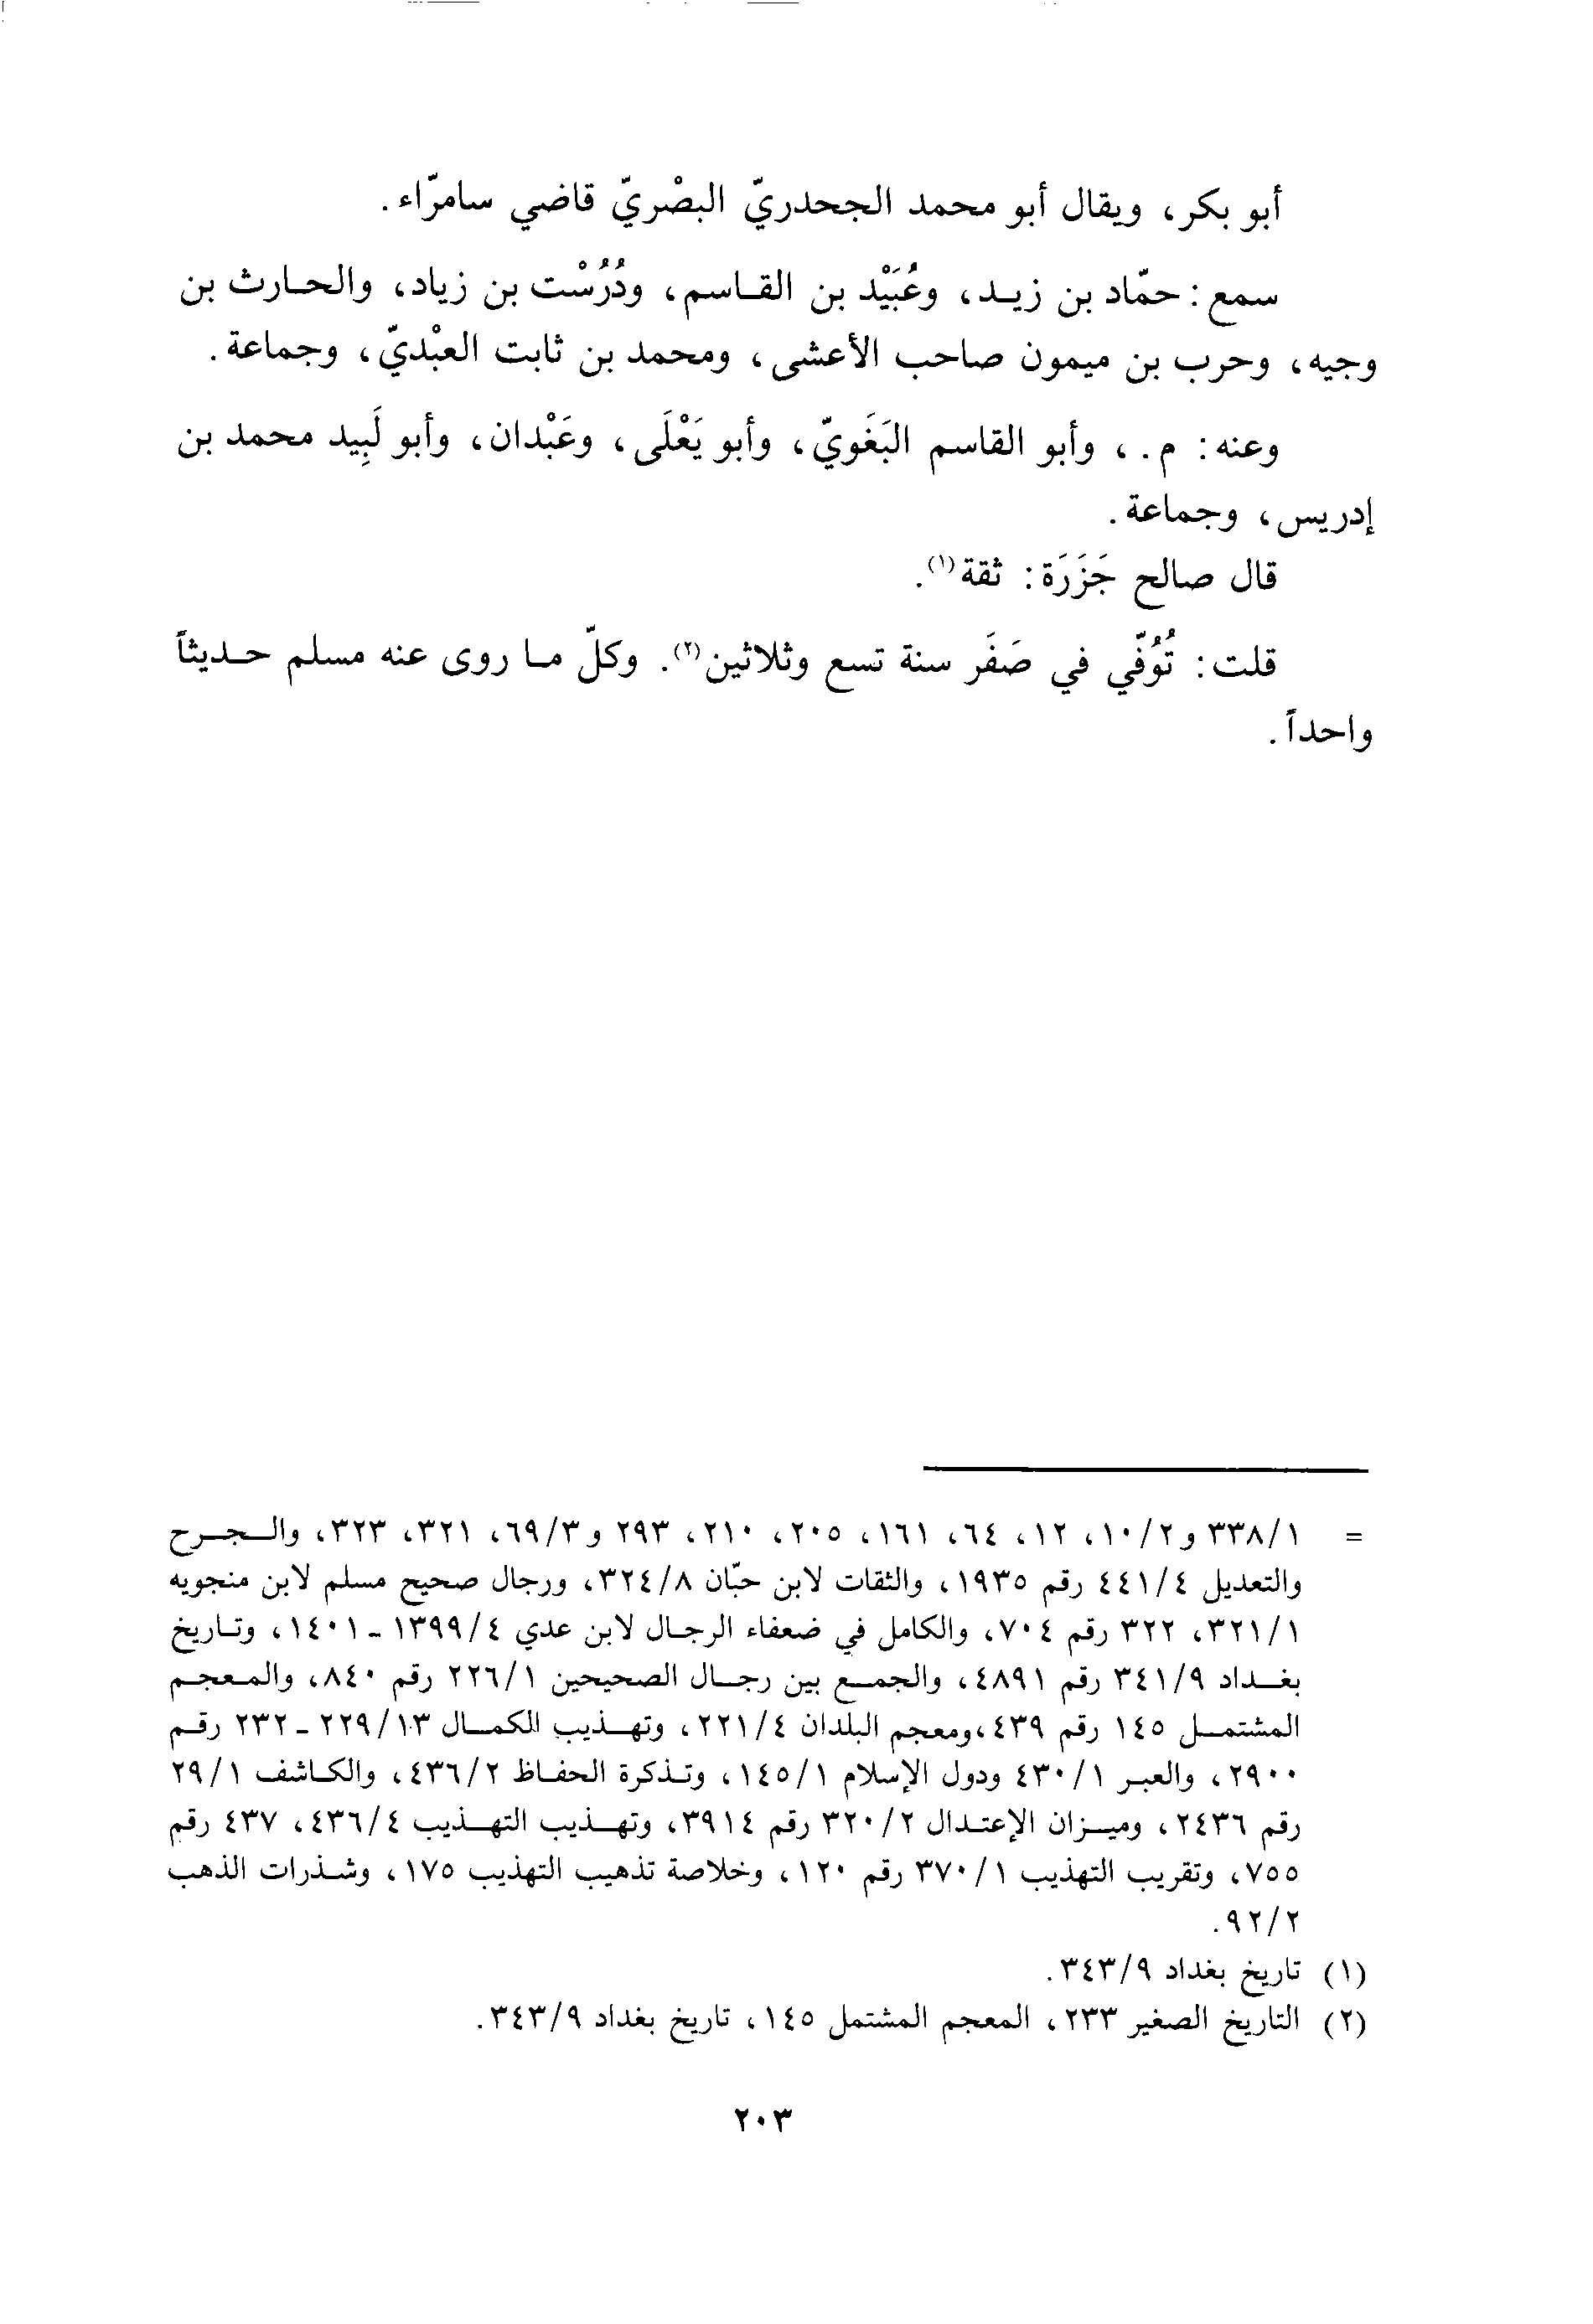 أبو بكر، ويقال أبو محمد الجحدريّ البصْريّ قاضي سامرّاء.
سمع: حمّاد بن زيد، وعُبَيْد بن القاسم، ودُرُسْت بن زياد، والحارث بن
وجيه، وحرب بن ميمون صاحب الأعشى، ومحمد بن ثابت العبْديّ، وجماعة.
وعنه: م.، وأبو القاسم البَغَويّ، وأبو يَعْلَى، وعَبْدان، وأبو لَبِيد محمد بن
إدريس، وجماعة.
قال صالح جَزَرَة: ثقة(١).
قلت: تُوُفّي في صَفَر سنة تسع وثلاثين(٢). وكلّ ما روى عنه مسلم حديثاً
واحداً.
= ٣٣٨/١ و١٠/٢، ١٢، ٦٤، ١٦١، ٢٠٥، ٢١٠، ٢٩٣ و٦٩/٣، ٣٢١، ٣٢٣، والجرح
والتعديل ٤٤١/٤ رقم ١٩٣٥، والثقات لابن حبّان ٣٢٤/٨، ورجال صحيح مسلم لابن منجويه
٣٢١/١، ٣٢٢ رقم ٧٠٤، والكامل في ضعفاء الرجال لابن عدي ١٣٩٩/٤ - ١٤٠١، وتاريخ
بغداد ٣٤١/٩ رقم ٤٨٩١، والجمع بين رجال الصحيحين ٢٢٦/١ رقم ٨٤٠، والمعجم
المشتمل ١٤٥ رقم ٤٣٩، ومعجم البلدان ٢٢١/٤، وتهذيب الكمال ٢٢٩/١٣ - ٢٣٢ رقم
٢٩٠٠، والعبر ٤٣٠/١ ودول الإسلام ١٤٥/١، وتذكرة الحفاظ ٤٣٦/٢، والكاشف ٢٩/١
رقم ٢٤٣٦، وميزان الإعتدال ٣٢٠/٢ رقم ٣٩١٤، وتهذيب التهذيب ٤٣٦/٤، ٤٣٧ رقم
٧٥٥، وتقريب التهذيب ٣٧٠/١ رقم ١٢٠، وخلاصة تذهيب التهذيب ١٧٥، وشذرات الذهب
٩٢/٢.
(١) تاريخ بغداد ٣٤٣/٩.
(٢) التاريخ الصغير ٢٣٣، المعجم المشتمل ١٤٥، تاريخ بغداد ٣٤٣/٩.
٢٠٣